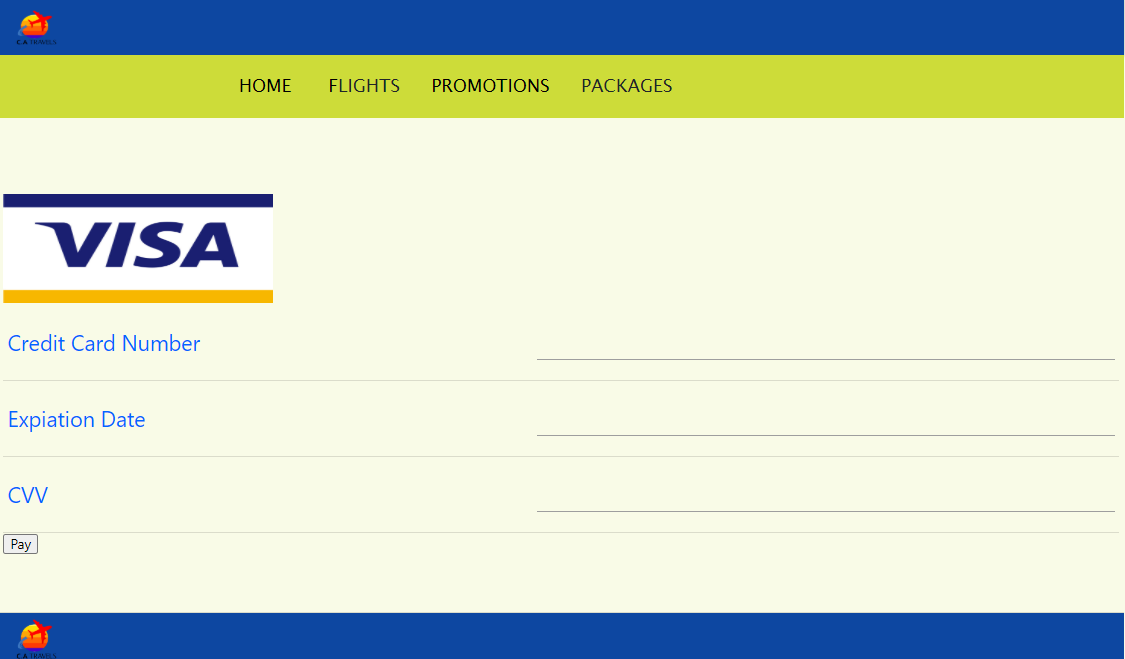 C.A TRAVELS
HOME FLIGHTS PROMOTIONS PACKAGES
VISA
Credit Card Number
Expiation Date
CVV
Pay
C.A TRAVELS